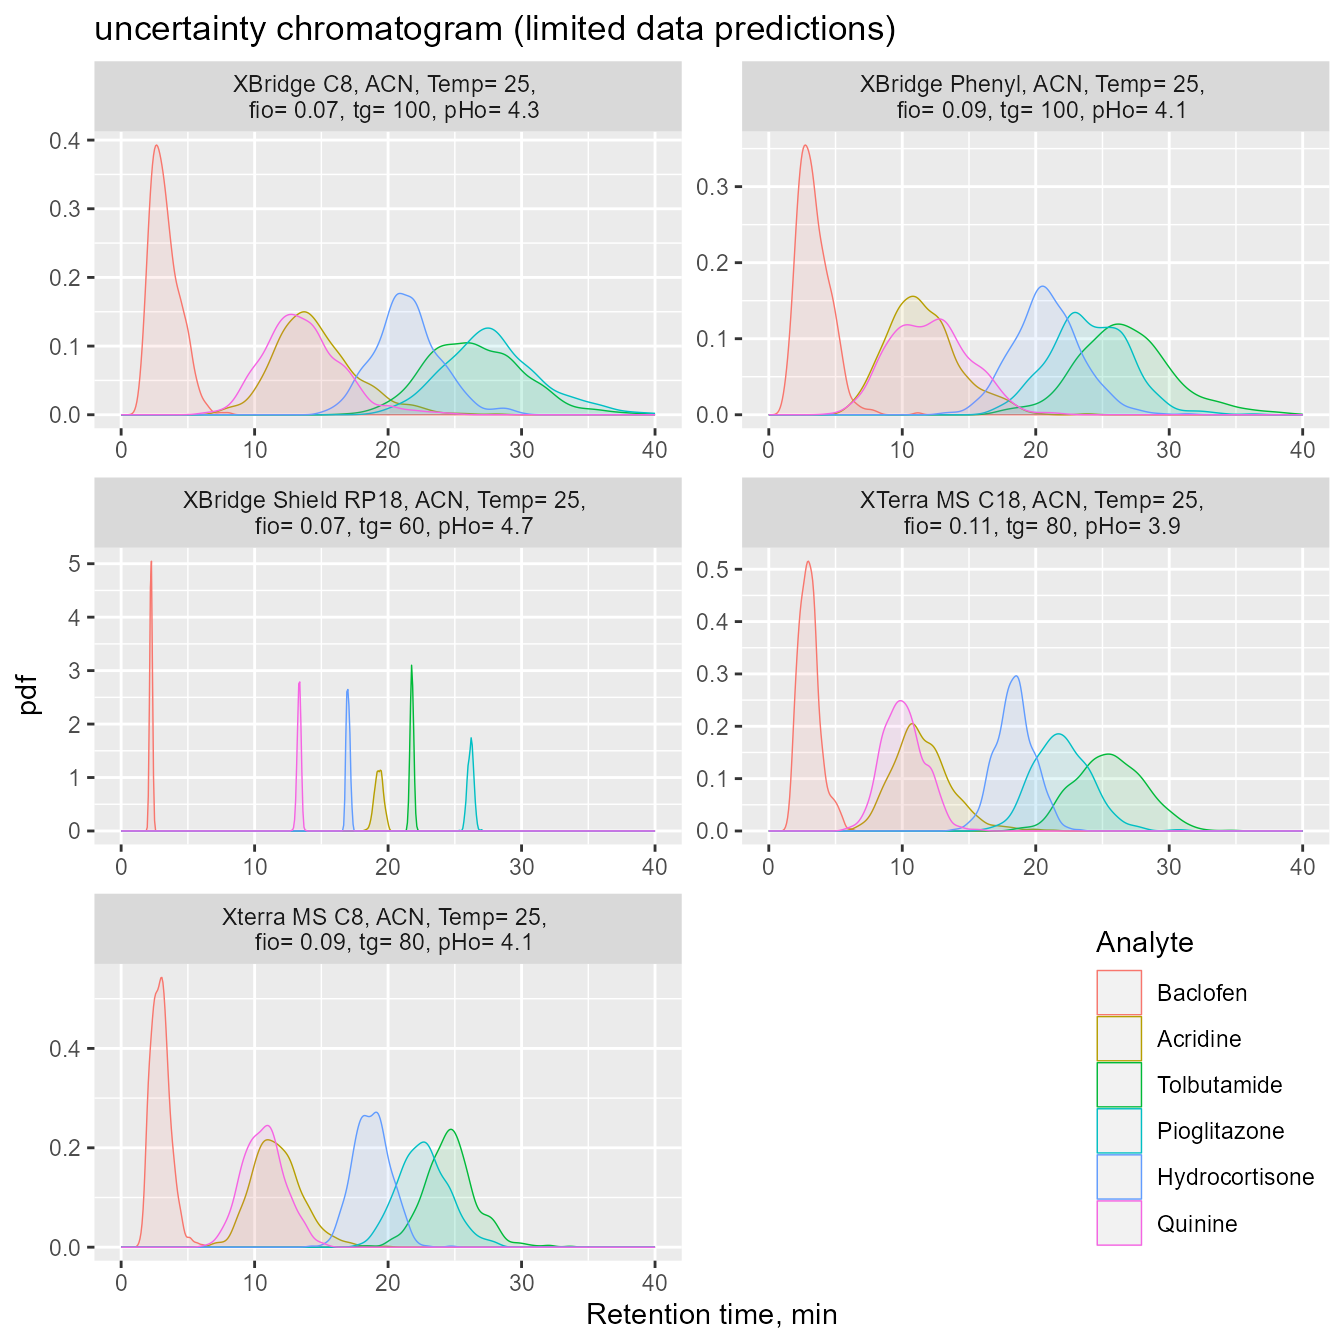 uncertainty chromatogram (limited data predictions)
XBridge C8, ACN, Temp= 25,
fio= 0.07, tg= 100, pHo= 4.3
XBridge Phenyl, ACN, Temp= 25,
fio= 0.09, tg= 100, pHo= 4.1
0.4
0.3
0.2
0.1
0.0
0 10 20 30 40
0.3
0.2
0.1
0.0
0 10 20 30 40
XBridge Shield RP18, ACN, Temp= 25,
fio= 0.07, tg= 60, pHo= 4.7
XTerra MS C18, ACN, Temp= 25,
fio= 0.11, tg= 80, pHo= 3.9
pdf
5
4
3
2
1
0
0 10 20 30 40
0.5
0.4
0.3
0.2
0.1
0.0
0 10 20 30 40
Xterra MS C8, ACN, Temp= 25,
fio= 0.09, tg= 80, pHo= 4.1
0.4
0.2
0.0
0 10 20 30 40
Analyte
Baclofen
Acridine
Tolbutamide
Pioglitazone
Hydrocortisone
Quinine
Retention time, min